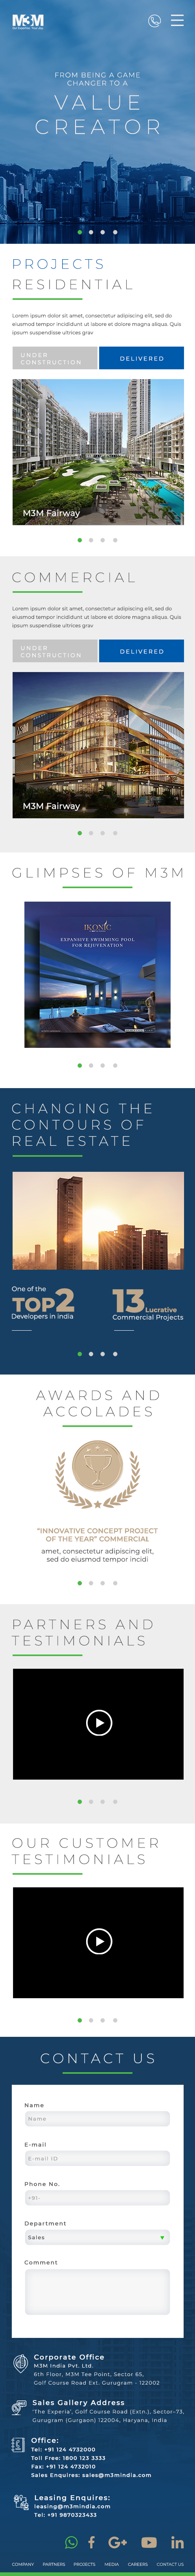 M3M
Our Expertise. Your Joy.
FROM BEING A GAME
CHANGER TO A
VALUE
CREATOR
PROJECTS
RESIDENTIAL
Lorem ipsum dolor sit amet, consectetur adipiscing elit, sed do
eiusmod tempor incididunt ut labore et dolore magna aliqua. Quis
ipsum suspendisse ultrices grav
UNDER
CONSTRUCTION
DELIVERED
M3M Fairway
COMMERCIAL
Lorem ipsum dolor sit amet, consectetur adipiscing elit, sed do
eiusmod tempor incididunt ut labore et dolore magna aliqua. Quis
ipsum suspendisse ultrices grav
UNDER
CONSTRUCTION
DELIVERED
M3M Fairway
GLIMPSES OF M3M
IKONIC
EXPANSIVE SWIMMING POOL
FOR REJUVENATION
CHANGING THE
CONTOURS OF
REAL ESTATE
One of the
TOP2
Developers in india
13 Lucrative
Commercial Projects
AWARDS AND
ACCOLADES
"INNOVATIVE CONCEPT PROJECT
OF THE YEAR" COMMERCIAL
amet, consectetur adipiscing elit,
sed do eiusmod tempor incidi
PARTNERS AND
TESTIMONIALS
OUR CUSTOMER
TESTIMONIALS
CONTACT US
Name
Name
E-mail
E-mail ID
Phone No.
+91-
Department
Sales
Comment
Corporate Office
M3M India Pvt. Ltd.
6th Floor, M3M Tee Point, Sector 65,
Golf Course Road Ext. Gurugram - 122002
Sales Gallery Address
'The Experia', Golf Course Road (Extn.), Sector-73,
Gurugram (Gurgaon) 122004, Haryana, India
Office:
Tel: +91 124 4732000
Toll Free: 1800 123 3333
Fax: +91 124 4732010
Sales Enquires: sales@m3mindia.com
Leasing Enquires:
leasing@m3mindia.com
Tel: +91 9870323433
COMPANY PARTNERS PROJECTS MEDIA CAREERS CONTACT US